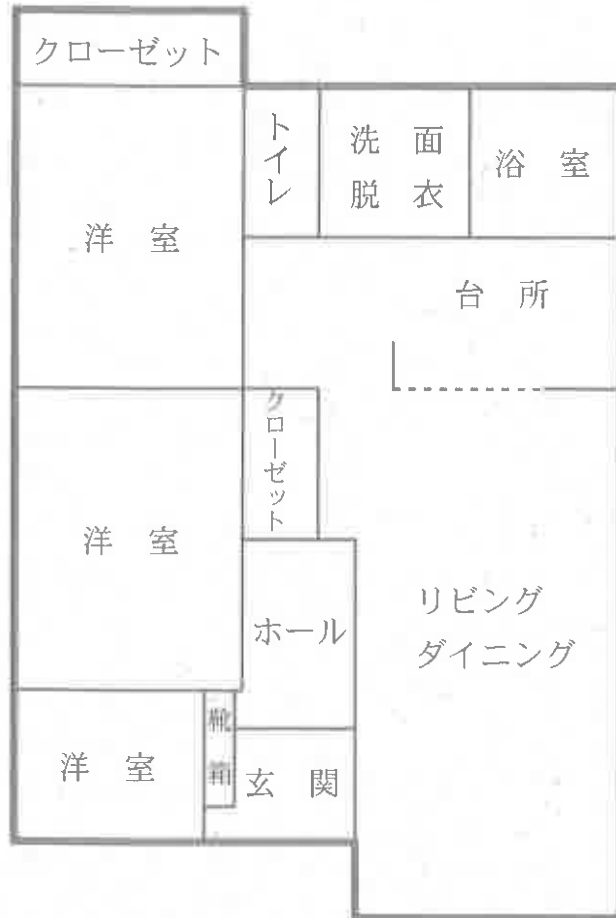 クローゼット
トイレ
洗面
脱衣
浴室
洋室
台所
クローゼット
洋室
リビング
ダイニング
ホール
靴箱
洋室
玄関